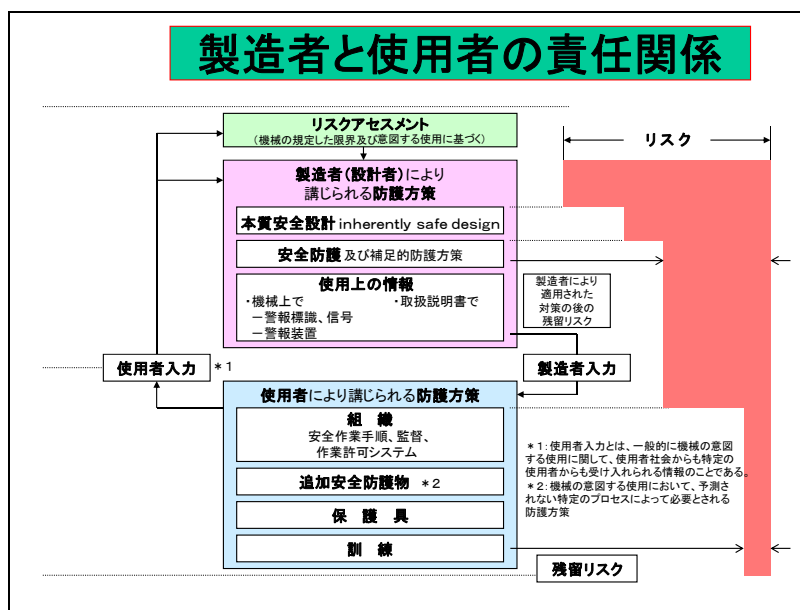 製造者と使用者の責任関係
リスクアセスメント
(機械の規定した限界及び意図する使用に基づく)
リスク
製造者(設計者)により
講じられる防護方策
本質安全設計 inherently safe design
安全防護 及び補足的防護方策
使用上の情報
・機械上で ・取扱説明書で
－警報標識、信号
－警報装置
製造者により
適用された
対策の後の
残留リスク
使用者入力 ＊1
製造者入力
使用者により講じられる防護方策
組 織
安全作業手順、監督、
作業許可システム
追加安全防護物 ＊2
保 護 具
訓 練
＊1：使用者入力とは、一般的に機械の意図
する使用に関して、使用者社会からも特定の
使用者からも受け入れられる情報のことである。
＊2：機械の意図する使用において、予測さ
れない特定のプロセスによって必要とされる
防護方策
残留リスク